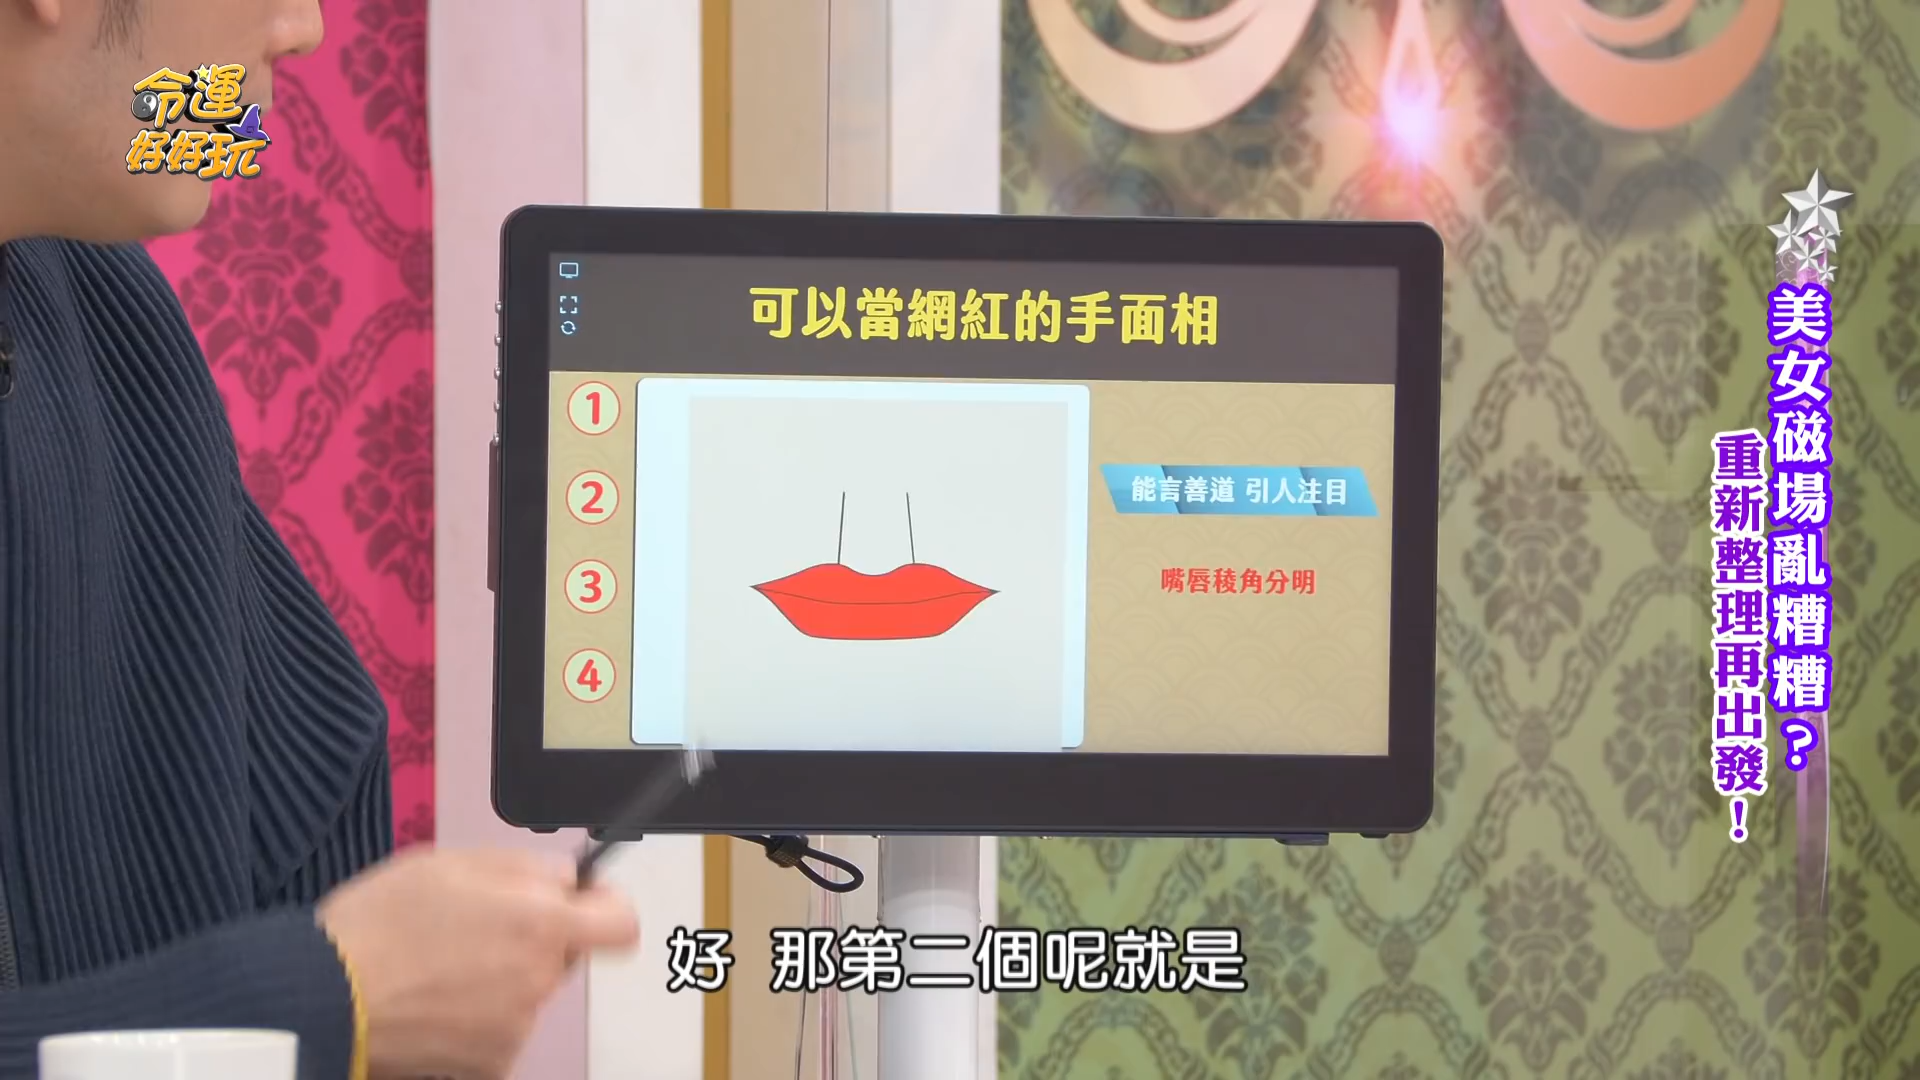 命運
好好玩
可以當網紅的手面相
1
2
3
4
能言善道 引人注目
嘴唇稜角分明
美女磁場亂糟糟？
重新整理再出發！
好 那第二個呢就是